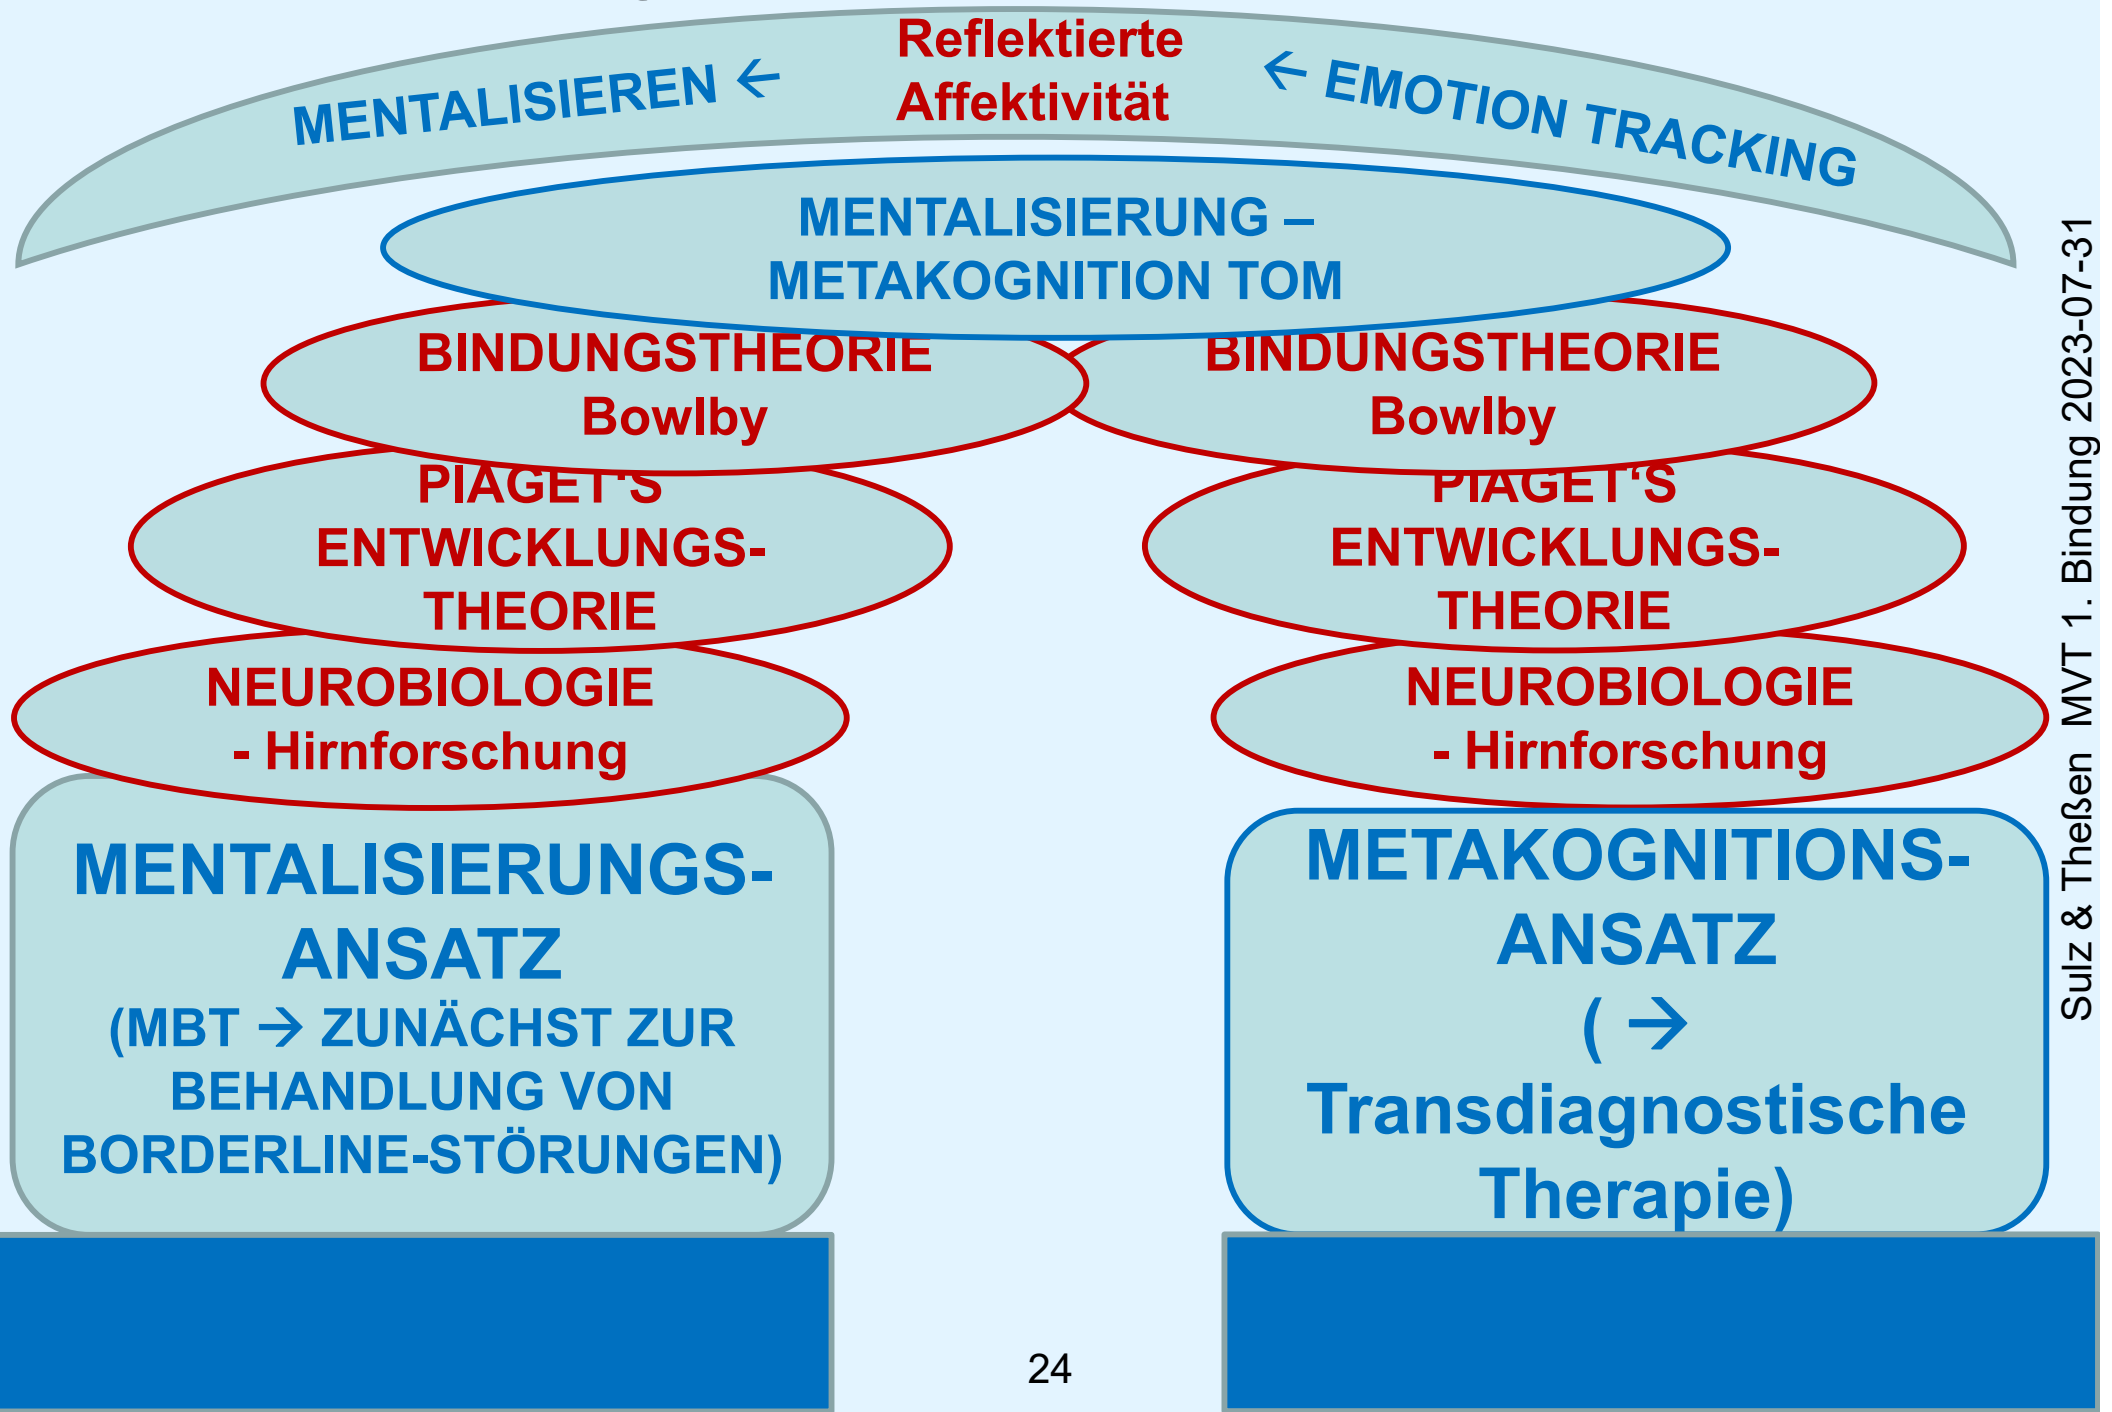 Reflektierte
Affektivität
MENTALISIEREN ←
← EMOTION TRACKING
MENTALISIERUNG –
METAKOGNITION TOM
BINDUNGSTHEORIE
Bowlby
BINDUNGSTHEORIE
Bowlby
PIAGET‘S
ENTWICKLUNGS-
THEORIE
PIAGET‘S
ENTWICKLUNGS-
THEORIE
NEUROBIOLOGIE
- Hirnforschung
NEUROBIOLOGIE
- Hirnforschung
MENTALISIERUNGS-
ANSATZ
(MBT → ZUNÄCHST ZUR
BEHANDLUNG VON
BORDERLINE-STÖRUNGEN)
METAKOGNITIONS-
ANSATZ
( →
Transdiagnostische
Therapie)
Sulz & Theßen MVT 1. Bindung 2023-07-31
24